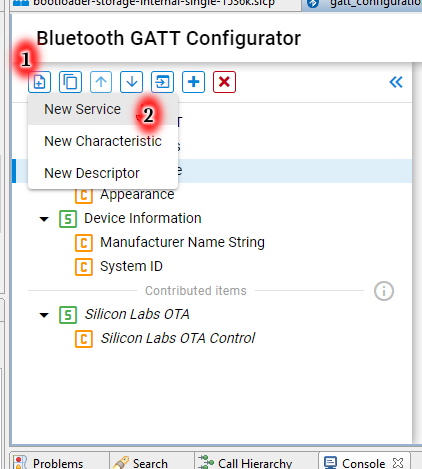 bootloader-storage-internal-single-1536k.slcp
gatt_configuratio
Bluetooth GATT Configurator
1
New Service
2
T
New Characteristic
s
New Descriptor
e
C Appearance
S Device Information
C Manufacturer Name String
C System ID
Contributed items
S Silicon Labs OTA
C Silicon Labs OTA Control
Problems
Search
Call Hierarchy
Console